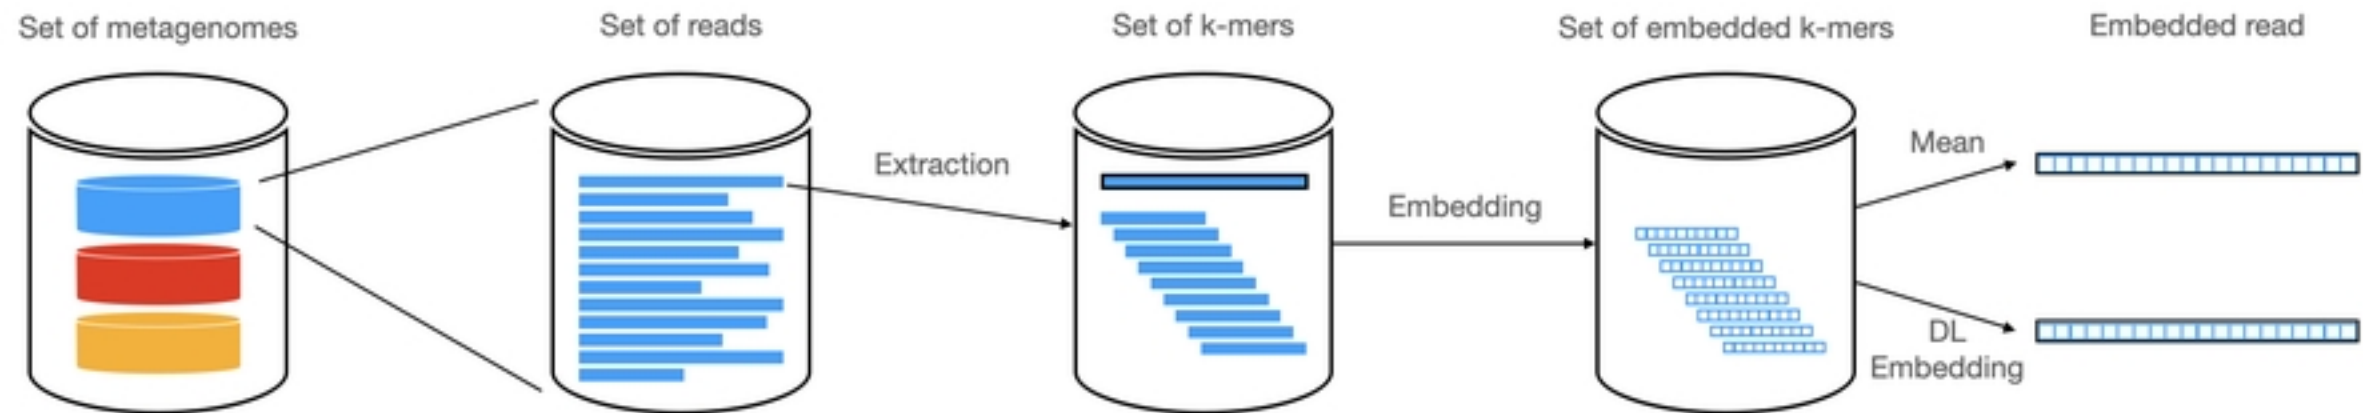 Set of metagenomes
Set of reads
Set of k-mers
Set of embedded k-mers
Embedded read
Extraction
Embedding
Mean
DL
Embedding